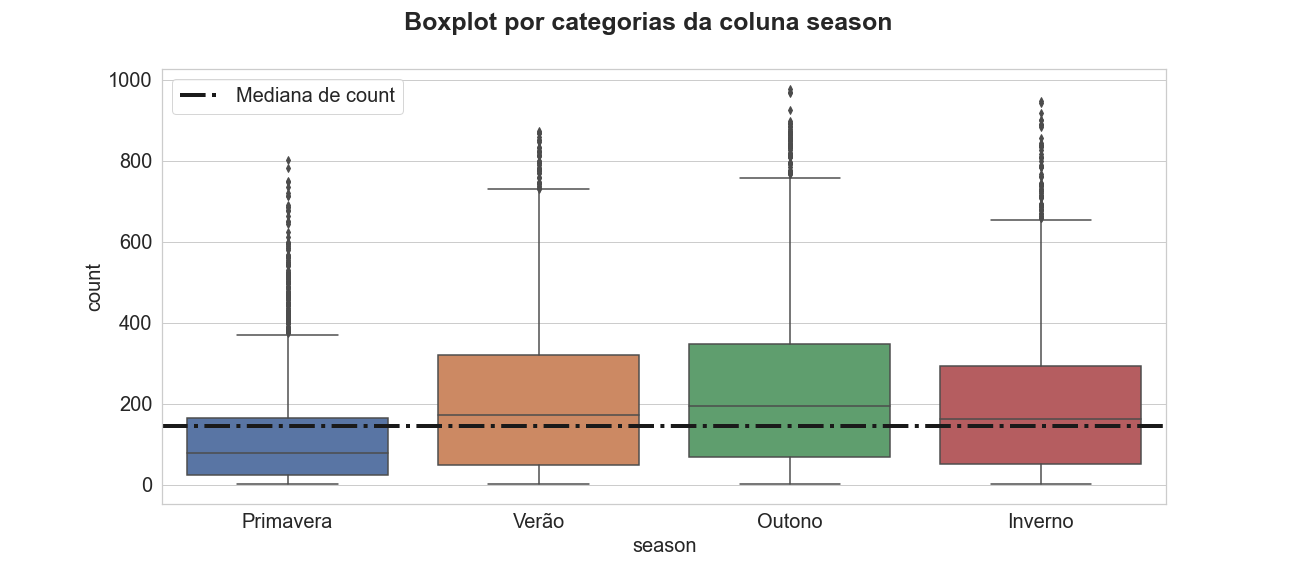 Boxplot por categorias da coluna season
Mediana de count
1000
800
600
400
200
0
count
Primavera Verão Outono Inverno
season